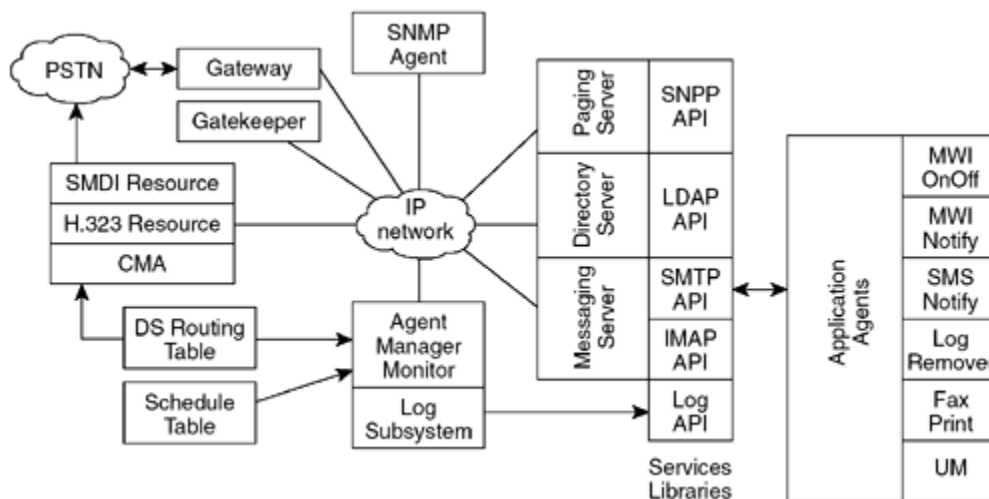 SNMP
Agent
PSTN
Gateway
Gatekeeper
SMDI Resource
H.323 Resource
CMA
IP
network
DS Routing
Table
Schedule
Table
Agent
Manager
Monitor
Log
Subsystem
Paging
Server
SNPP
API
Directory
Server
LDAP
API
Messaging
Server
SMTP
API
IMAP
API
Log
API
Services
Libraries
Application
Agents
MWI
OnOff
MWI
Notify
SMS
Notify
Log
Remover
Fax
Print
UM